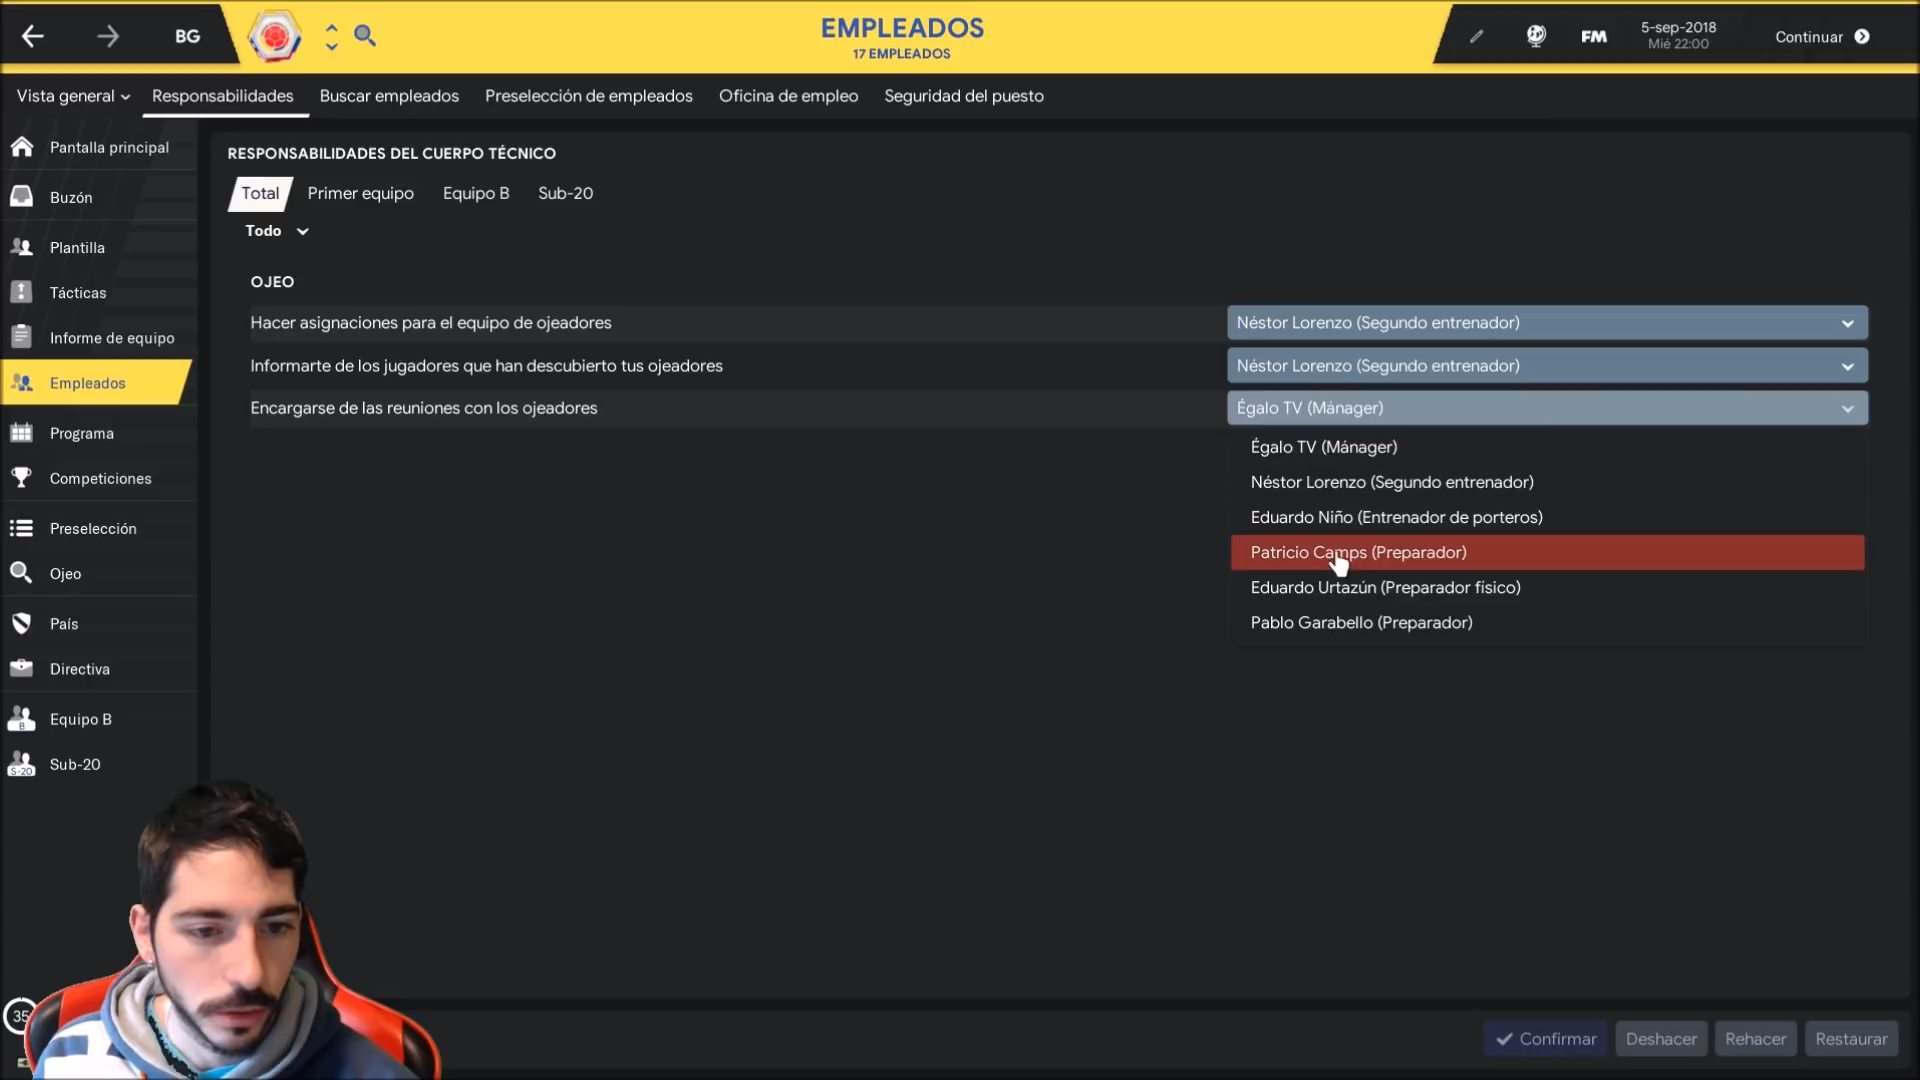 BG
EMPLEADOS
17 EMPLEADOS
FM
5-sep-2018
Mié 22:00
Continuar
Vista general
Responsabilidades
Buscar empleados
Preselección de empleados
Oficina de empleo
Seguridad del puesto
Pantalla principal
Buzón
Plantilla
Tácticas
Informe de equipo
Empleados
Programa
Competiciones
Preselección
Ojeo
País
Directiva
B
Equipo B
S-20
Sub-20
35
RESPONSABILIDADES DEL CUERPO TÉCNICO
Total
Primer equipo
Equipo B
Sub-20
Todo
OJEO
Hacer asignaciones para el equipo de ojeadores
Néstor Lorenzo (Segundo entrenador)
Informarte de los jugadores que han descubierto tus ojeadores
Néstor Lorenzo (Segundo entrenador)
Encargarse de las reuniones con los ojeadores
Égalo TV (Mánager)
Égalo TV (Mánager)
Néstor Lorenzo (Segundo entrenador)
Eduardo Niño (Entrenador de porteros)
Patricio Camps (Preparador)
Eduardo Urtazún (Preparador físico)
Pablo Garabello (Preparador)
Confirmar
Deshacer
Rehacer
Restaurar